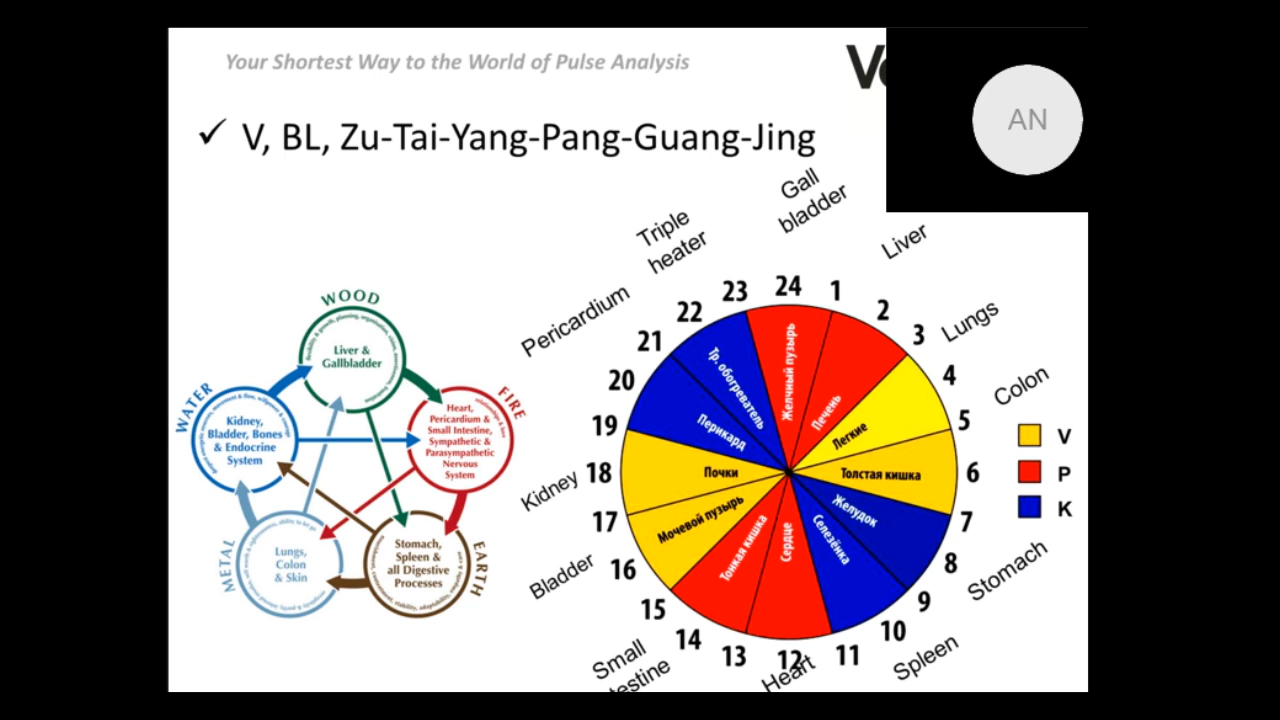 Your Shortest Way to the World of Pulse Analysis
AN
✓ V, BL, Zu-Tai-Yang-Pang-Guang-Jing
Gall
bladder
Triple
heater
Liver
Pericardium
Lungs
Colon
Kidney
Bladder
Stomach
Small
Spleen
Heart
WOOD
Liver &
Gallbladder
FIRE
Heart,
Pericardium &
Small Intestine,
Sympathetic &
Parasympathetic
Nervous
System
EARTH
Stomach,
Spleen &
all Digestive
Processes
METAL
Lungs,
Colon
& Skin
WATER
Kidney,
Bladder, Bones
& Endocrine
System
24
1
2
3
4
5
6
7
8
9
10
11
12
13
14
15
16
17
18
19
20
21
22
23
Желчный пузырь
Печень
Легкие
Толстая кишка
Желудок
Селезёнка
Сердце
Тонкая кишка
Мочевой пузырь
Почки
Перикард
Тр. обогреватель
V
P
K